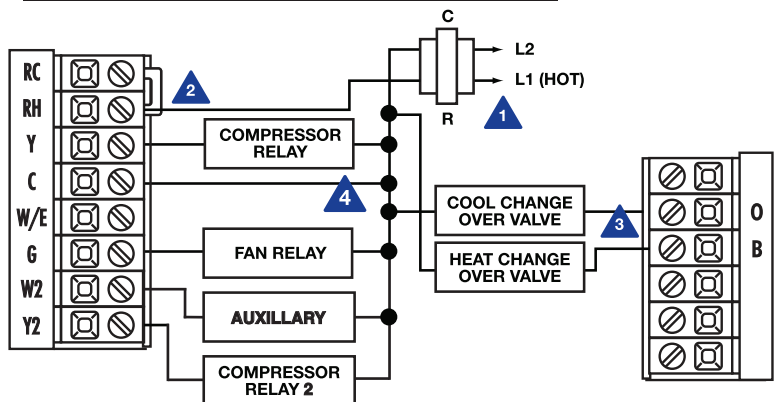 C
L2
L1 (HOT)
R
1
2
RC
RH
Y
C
W/E
G
W2
Y2
COMPRESSOR
RELAY
4
FAN RELAY
AUXILLARY
COMPRESSOR
RELAY 2
COOL CHANGE
OVER VALVE
HEAT CHANGE
OVER VALVE
3
O
B